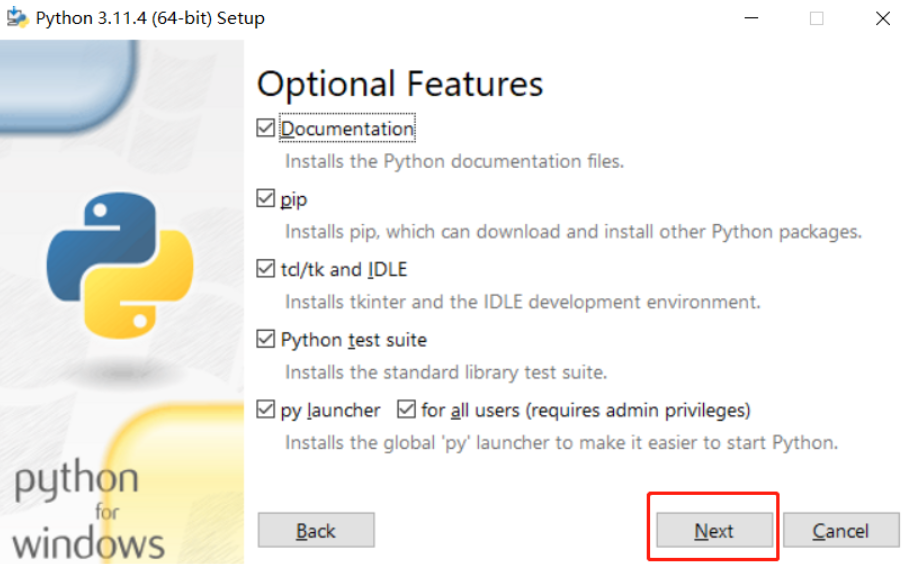 Python 3.11.4 (64-bit) Setup
Optional Features
Documentation
Installs the Python documentation files.
pip
Installs pip, which can download and install other Python packages.
tcl/tk and IDLE
Installs tkinter and the IDLE development environment.
Python test suite
Installs the standard library test suite.
py launcher for all users (requires admin privileges)
Installs the global 'py' launcher to make it easier to start Python.
python
for
windows
Back Next Cancel